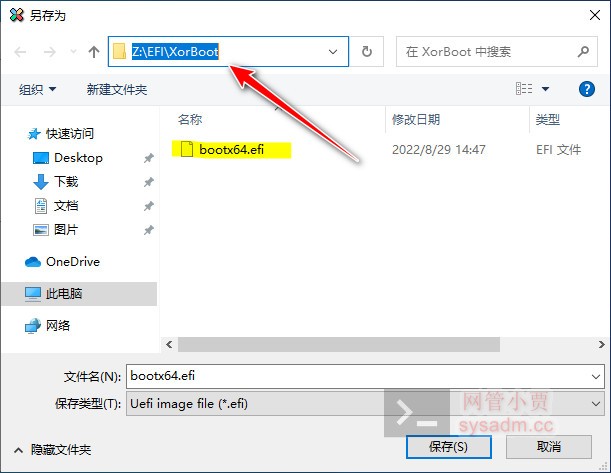 另存为
Z:\EFI\XorBoot
在 XorBoot 中搜索
组织
新建文件夹
名称
修改日期
类型
快速访问
Desktop
下载
文档
图片
OneDrive
此电脑
网络
bootx64.efi
2022/8/29 14:47
EFI 文件
文件名(N):
bootx64.efi
保存类型(T):
Uefi image file (*.efi)
网管小贾
sysadm.cc
隐藏文件夹
保存(S)
取消